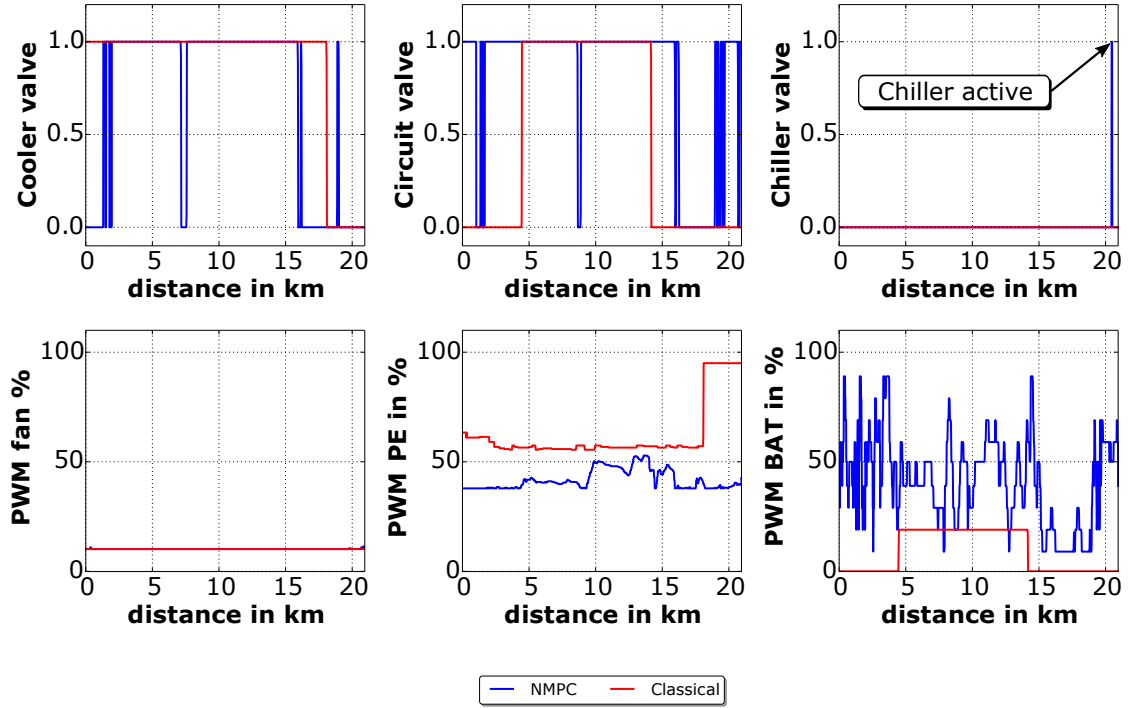 Cooler valve
1.0
0.5
0.0
0 5 10 15 20
distance in km
Circuit valve
1.0
0.5
0.0
0 5 10 15 20
distance in km
Chiller valve
1.0
0.5
0.0
0 5 10 15 20
distance in km
Chiller active
PWM fan %
100
50
0
0 5 10 15 20
distance in km
PWM PE in %
100
50
0
0 5 10 15 20
distance in km
PWM BAT in %
100
50
0
0 5 10 15 20
distance in km
NMPC Classical